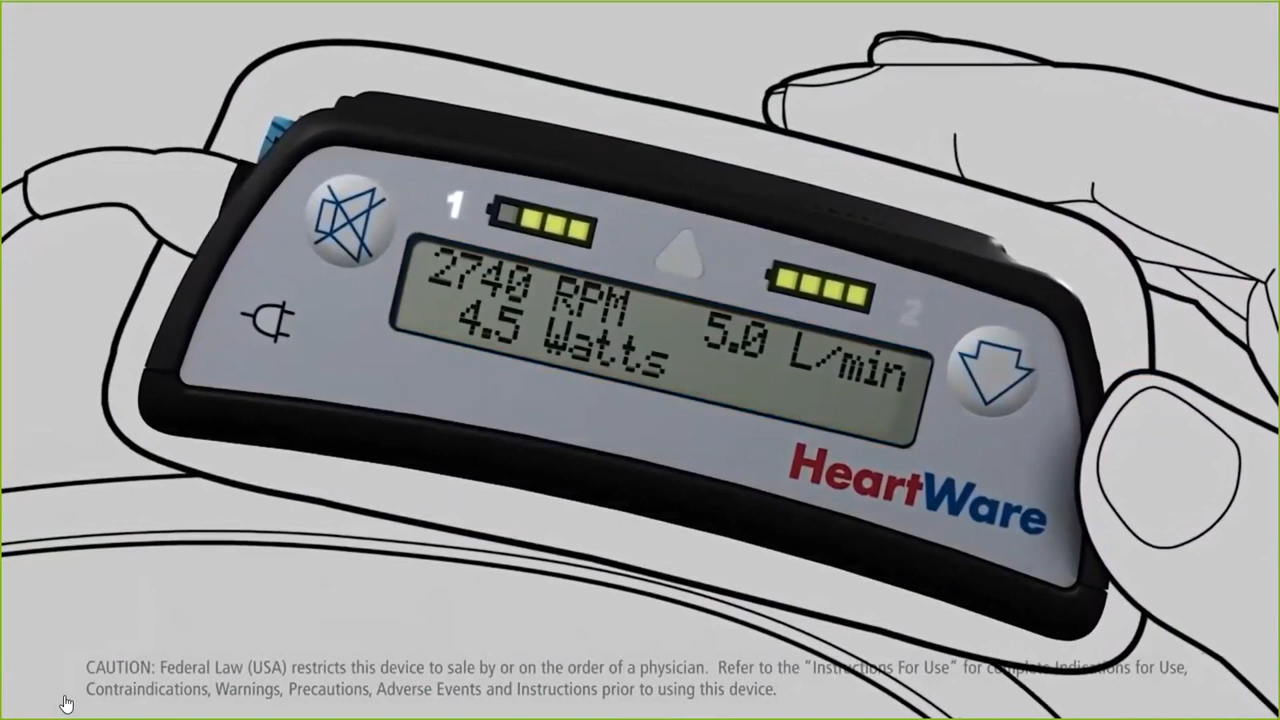 1
2
2740 RPM
4.5 Watts 5.0 L/min
HeartWare
CAUTION: Federal Law (USA) restricts this device to sale by or on the order of a physician. Refer to the "Instructions For Use" for complete Indications for Use,
Contraindications, Warnings, Precautions, Adverse Events and Instructions prior to using this device.